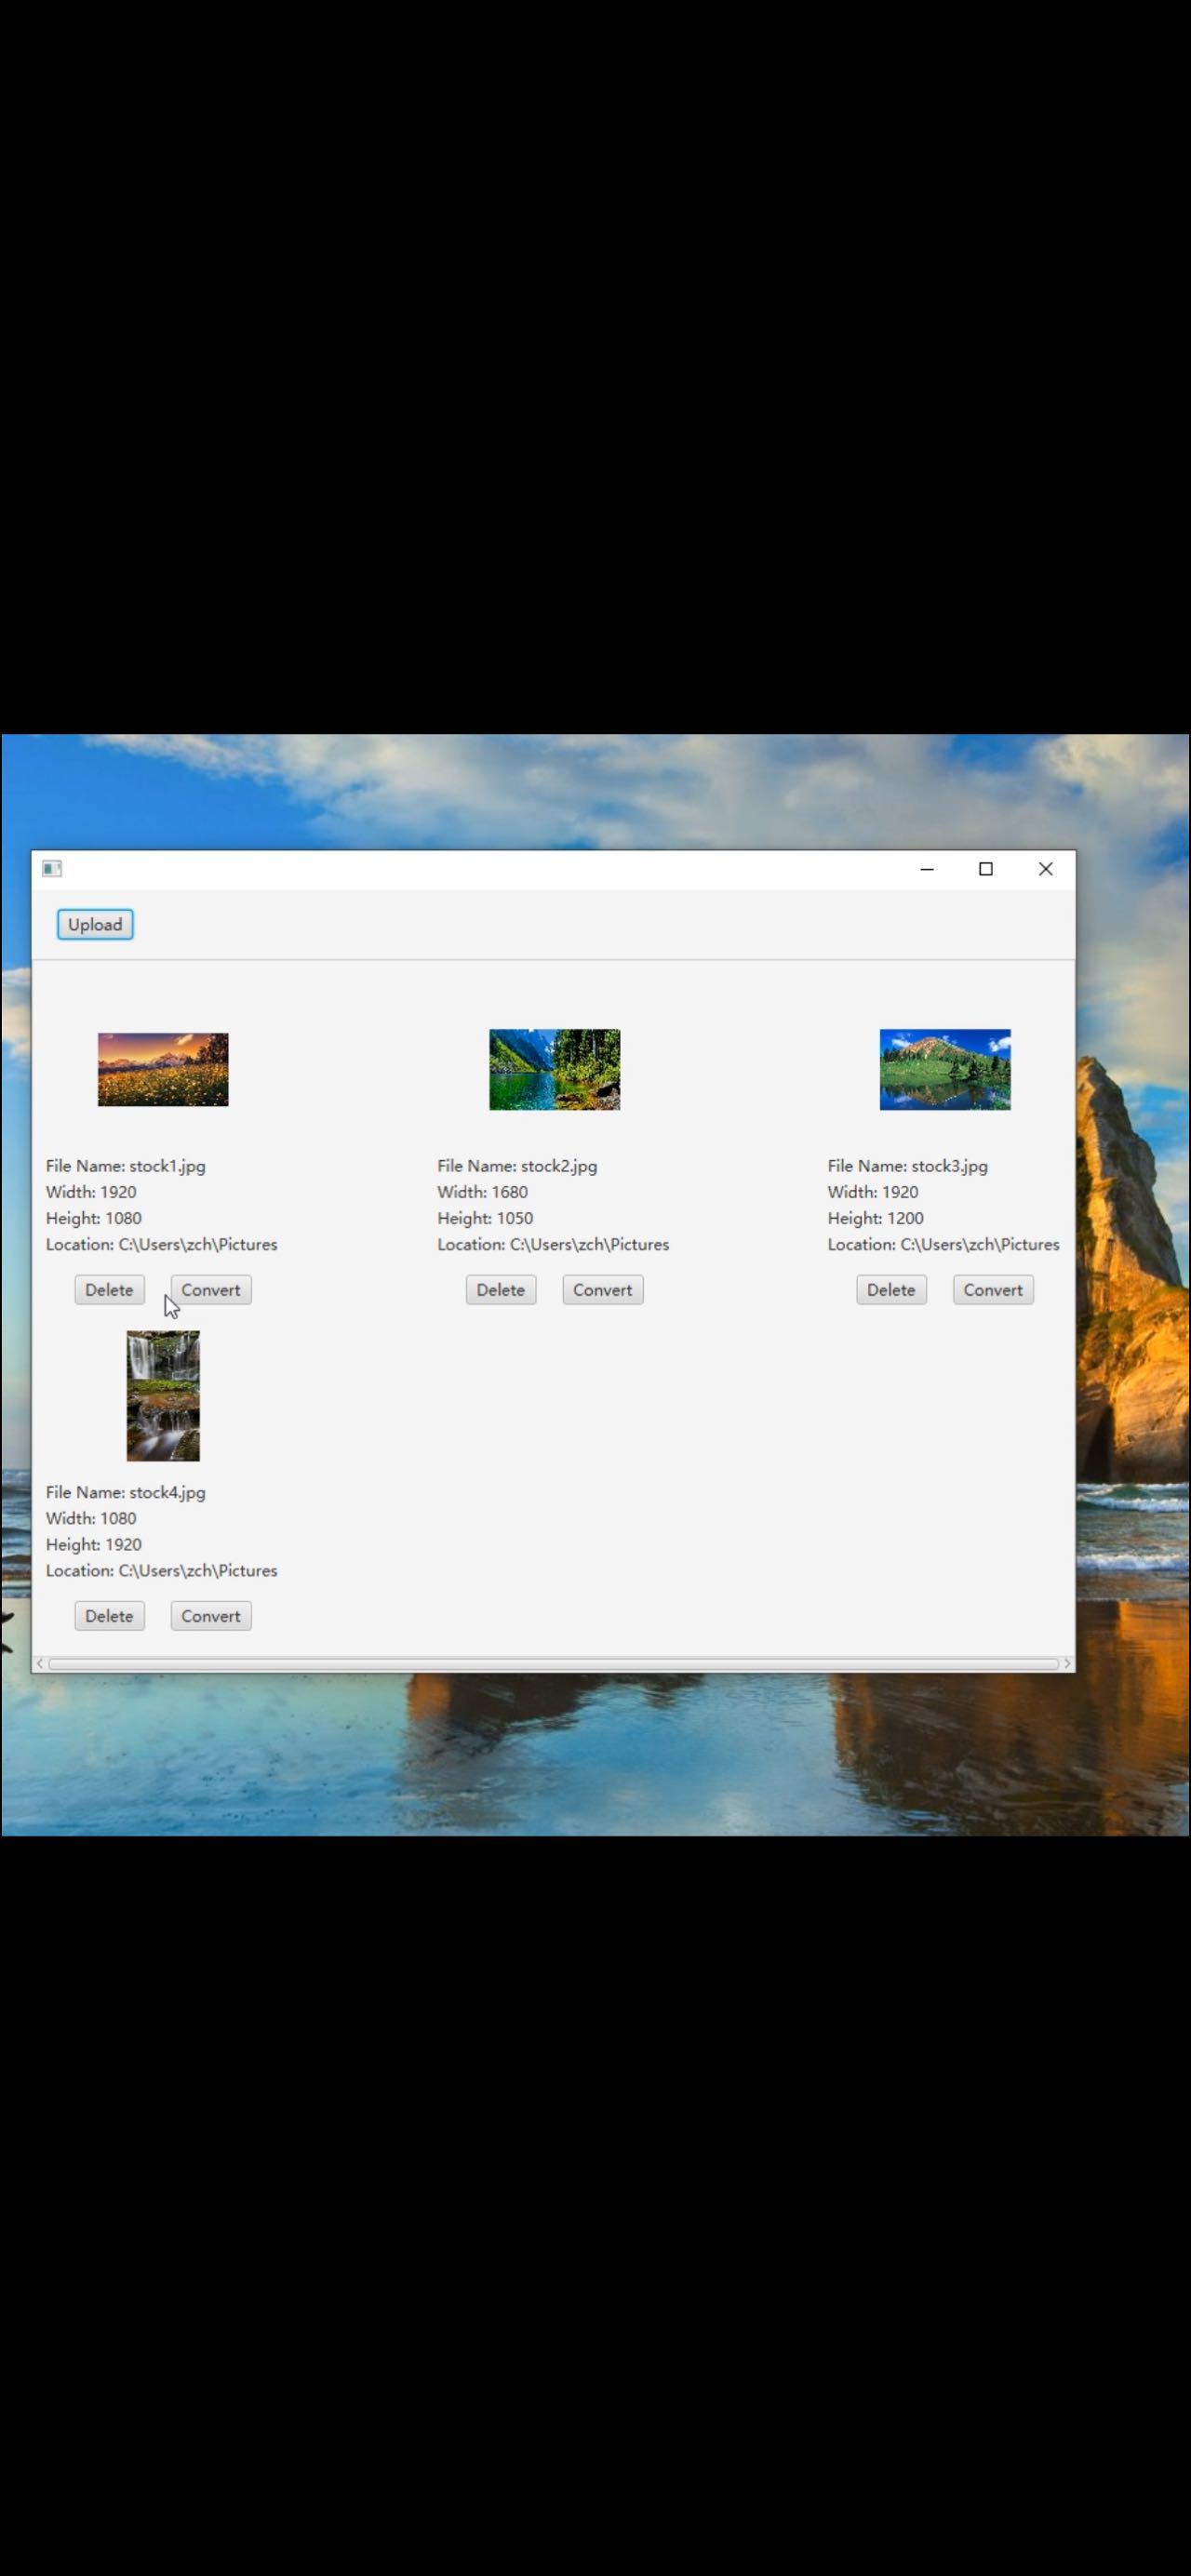 Upload
File Name: stock1.jpg
Width: 1920
Height: 1080
Location: C:\Users\zch\Pictures
Delete Convert
File Name: stock2.jpg
Width: 1680
Height: 1050
Location: C:\Users\zch\Pictures
Delete Convert
File Name: stock3.jpg
Width: 1920
Height: 1200
Location: C:\Users\zch\Pictures
Delete Convert
File Name: stock4.jpg
Width: 1080
Height: 1920
Location: C:\Users\zch\Pictures
Delete Convert